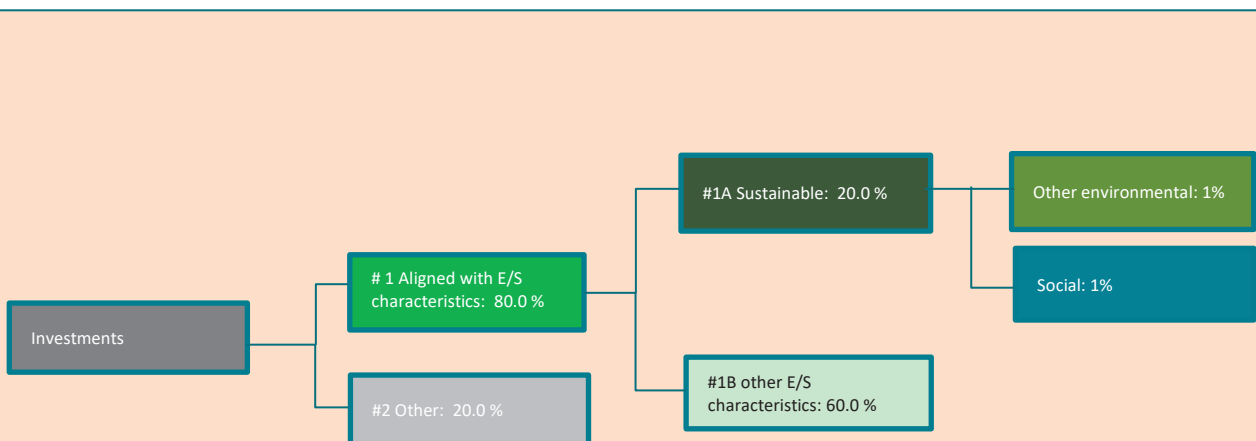 Investments
# 1 Aligned with E/S
characteristics: 80.0 %
#2 Other: 20.0 %
#1A Sustainable: 20.0 %
#1B other E/S
characteristics: 60.0 %
Other environmental: 1%
Social: 1%